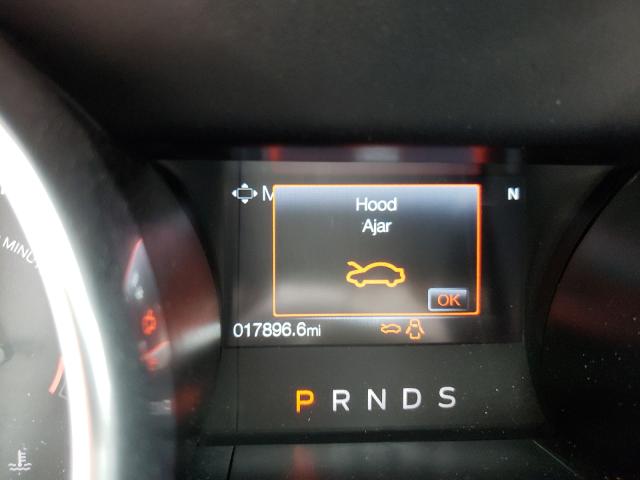 M
N
Hood
Ajar
OK
017896.6mi
P R N D S